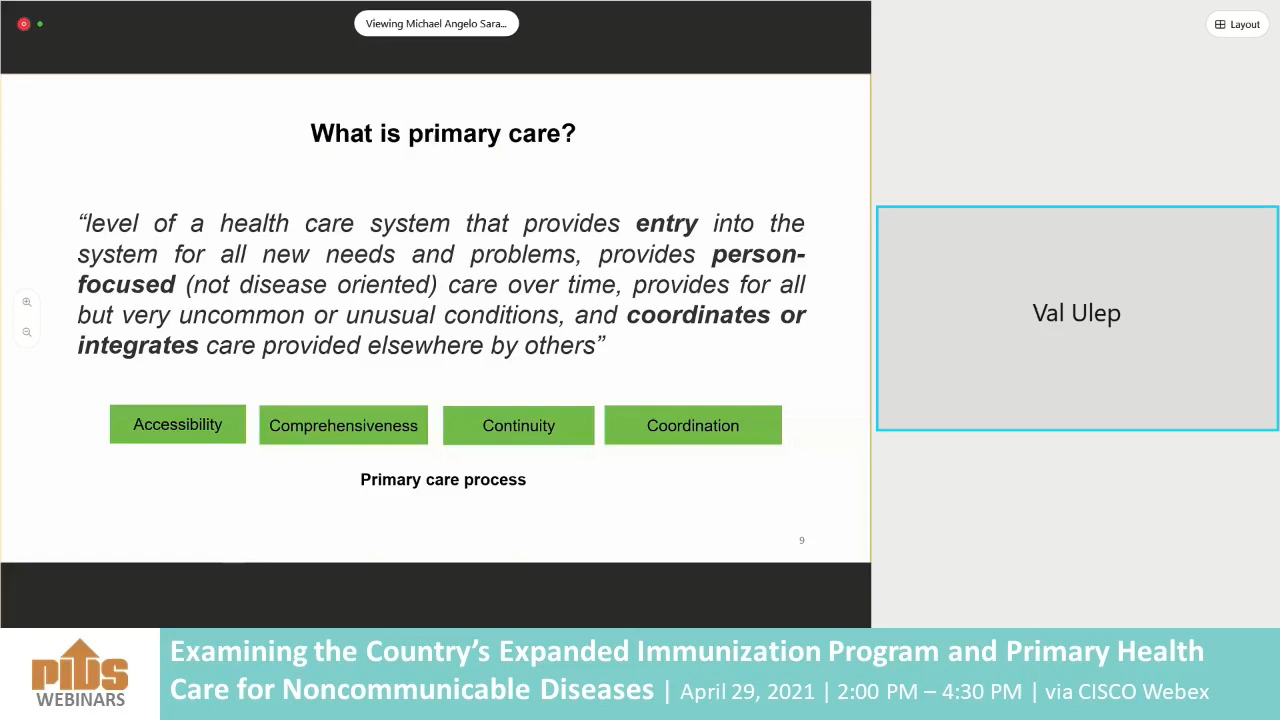 Viewing Michael Angelo Sara...
Layout
What is primary care?
“level of a health care system that provides entry into the
system for all new needs and problems, provides person-
focused (not disease oriented) care over time, provides for all
but very uncommon or unusual conditions, and coordinates or
integrates care provided elsewhere by others”
Accessibility
Comprehensiveness
Continuity
Coordination
Primary care process
9
Val Ulep
PIDS
WEBINARS
Examining the Country’s Expanded Immunization Program and Primary Health
Care for Noncommunicable Diseases | April 29, 2021 | 2:00 PM – 4:30 PM | via CISCO Webex